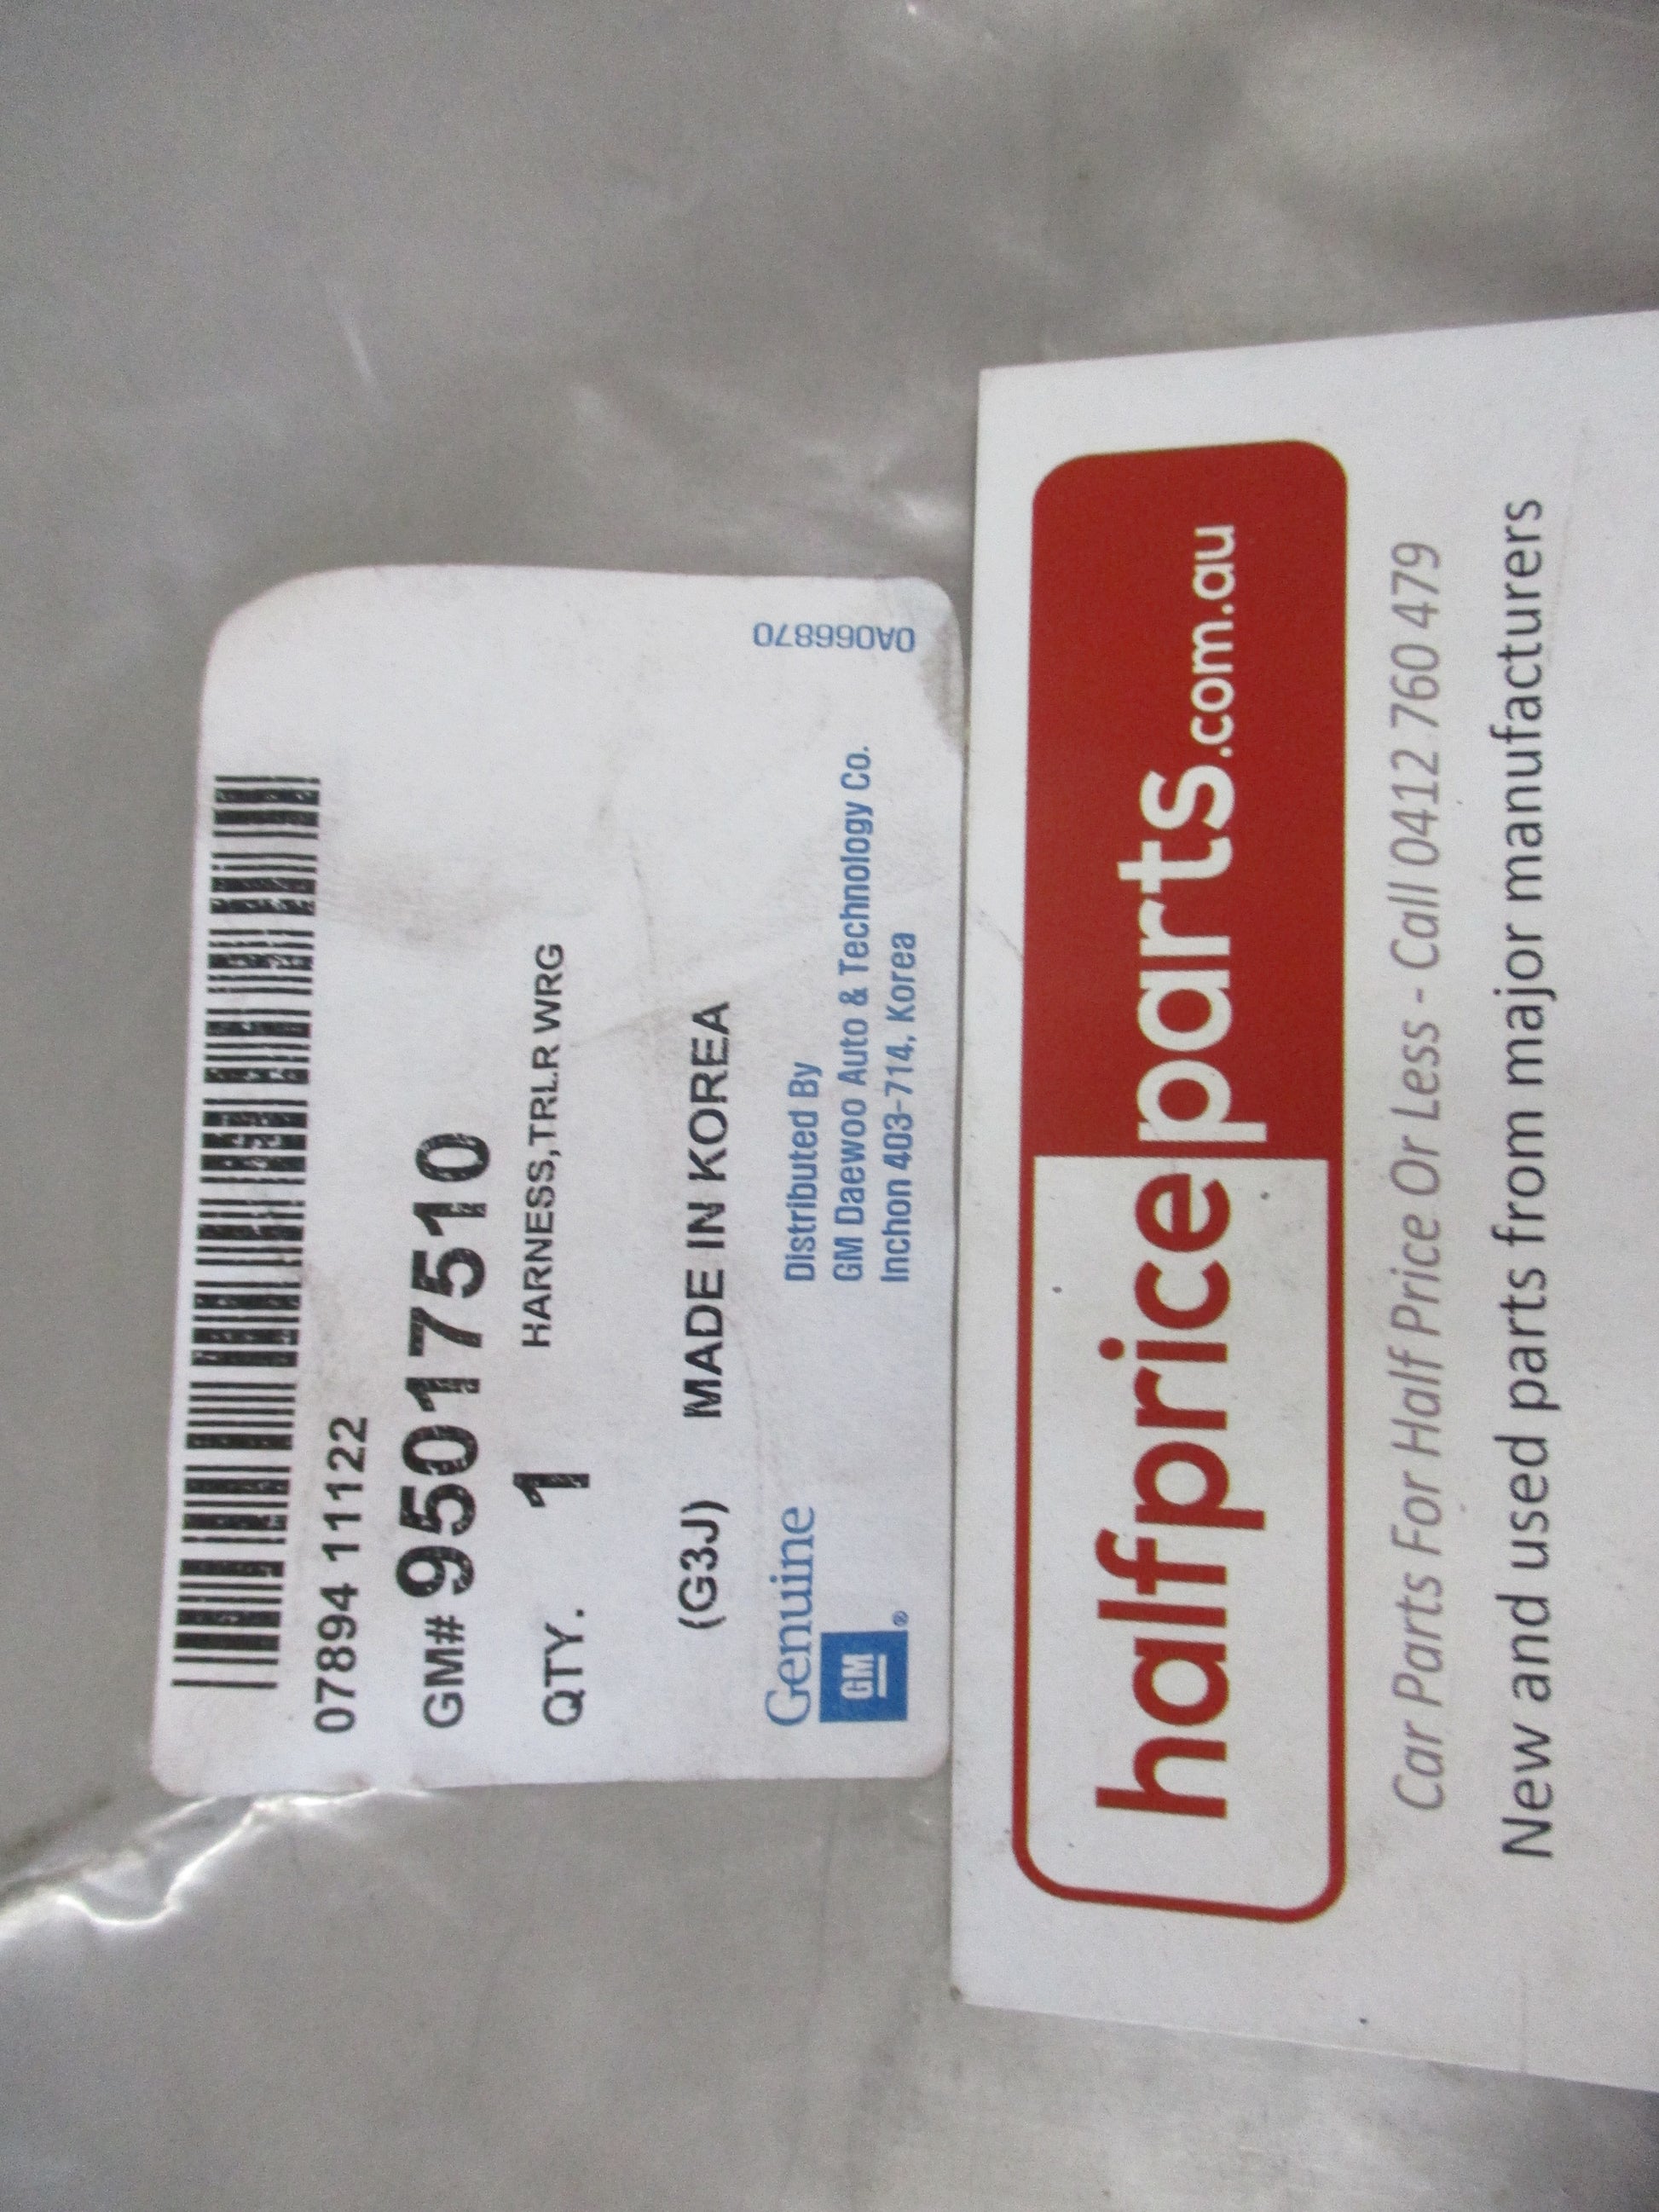 07894 11122
GM# 95017510
QTY. 1 HARNESS,TRLR WRG
(G3J) MADE IN KOREA
Genuine
GM
®
Distributed By
GM Daewoo Auto & Technology Co.
Inchon 403-714, Korea
0A066870
halfpriceparts.com.au
Car Parts For Half Price Or Less - Call 0412 760 479
New and used parts from major manufacturers